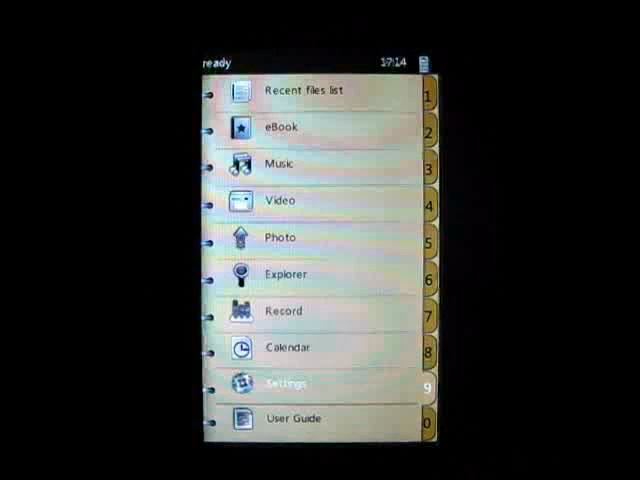 ready 17:14
Recent files list 1
eBook 2
Music 3
Video 4
Photo 5
Explorer 6
Record 7
Calendar 8
Settings 9
User Guide 0